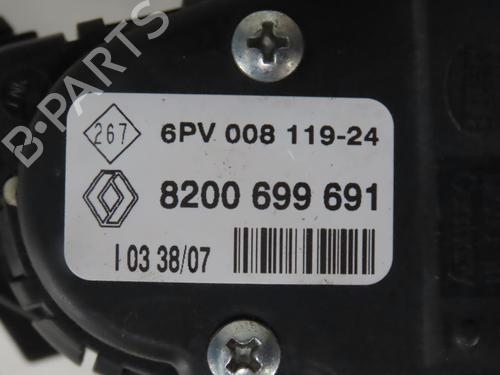 267 6PV 008 119-24
8200 699 691
I 03 38/07
B-PARTS